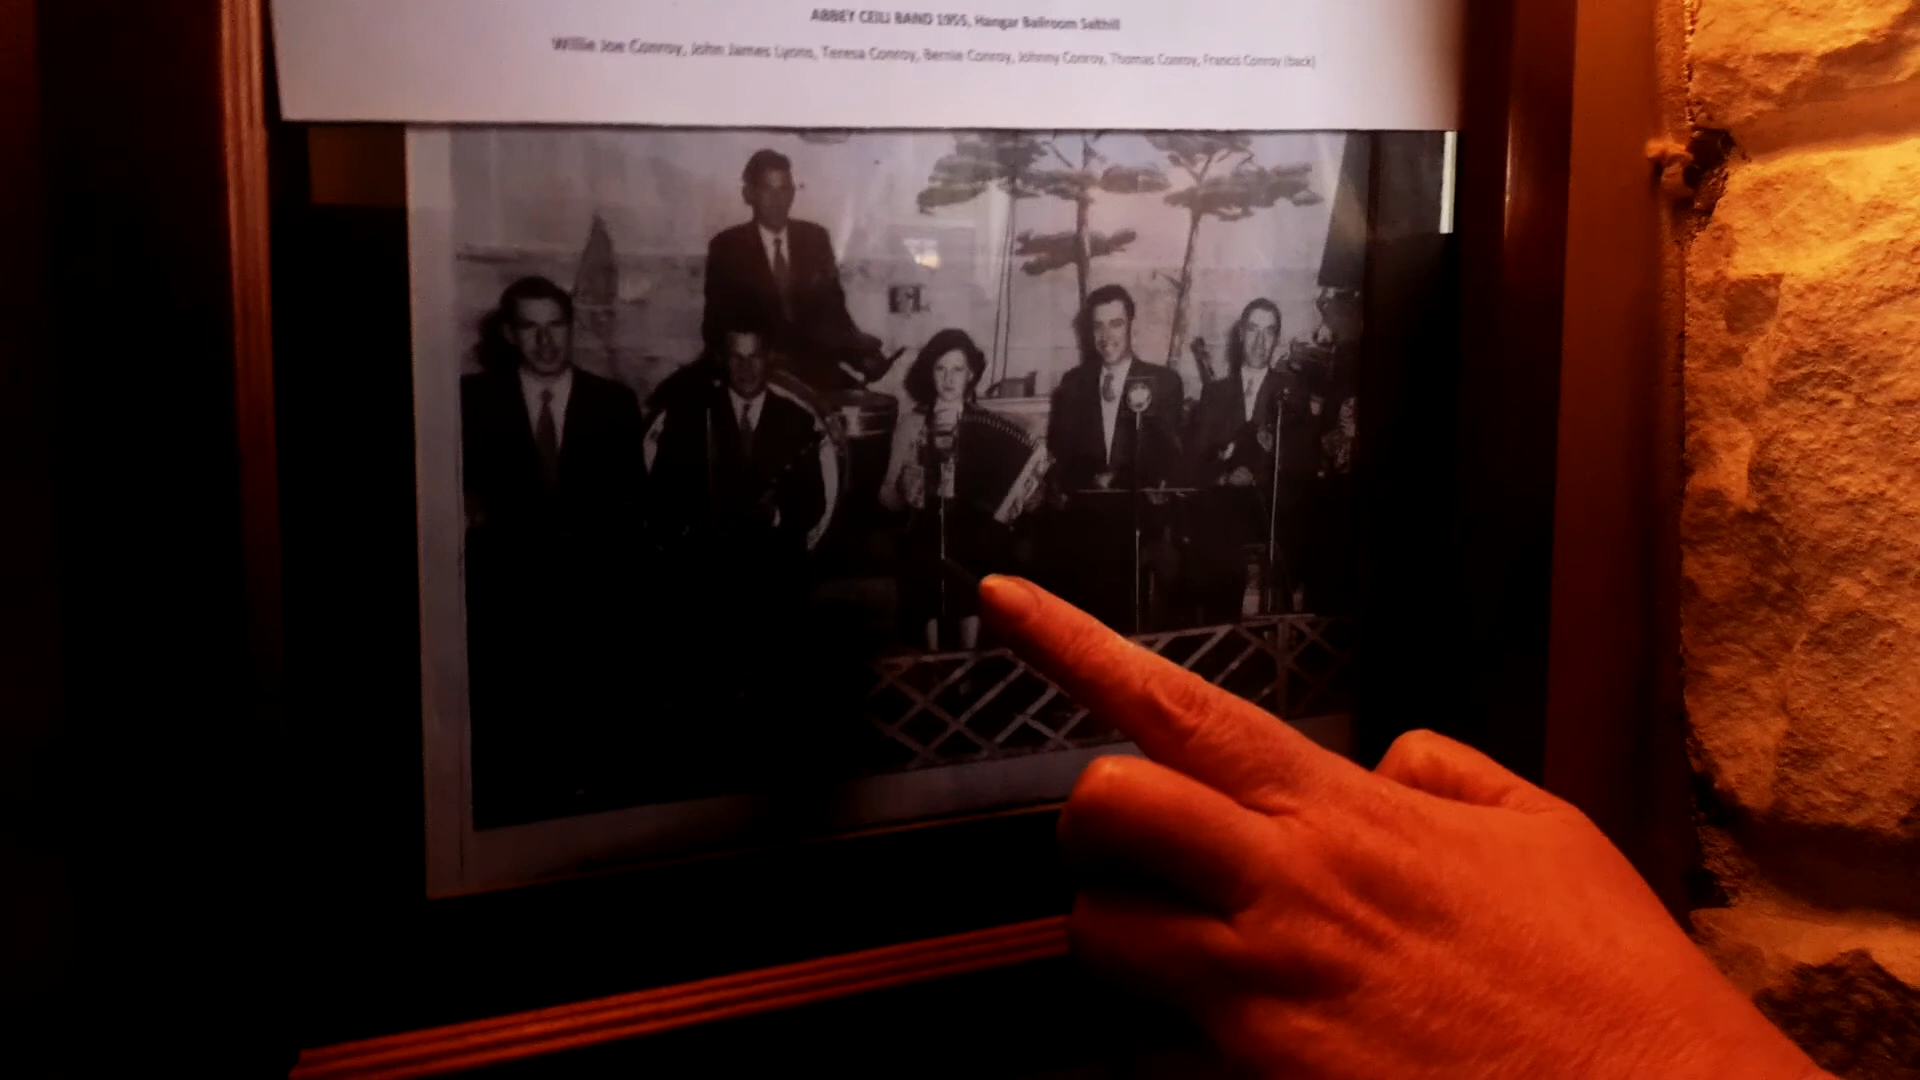 ABBEY CEILI BAND 1955, Hangar Ballroom Salthill
Willie Joe Conroy, John James Lyons, Teresa Conroy, Bernie Conroy, Johnny Conroy, Thomas Conroy, Francis Conroy (back)